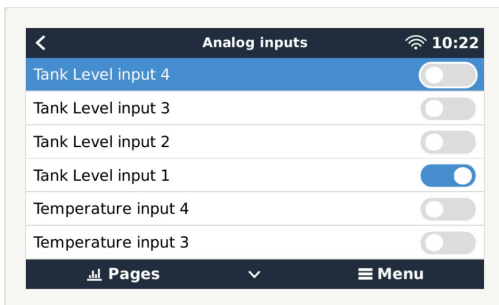 Analog inputs 10:22
Tank Level input 4
Tank Level input 3
Tank Level input 2
Tank Level input 1
Temperature input 4
Temperature input 3
Pages Menu